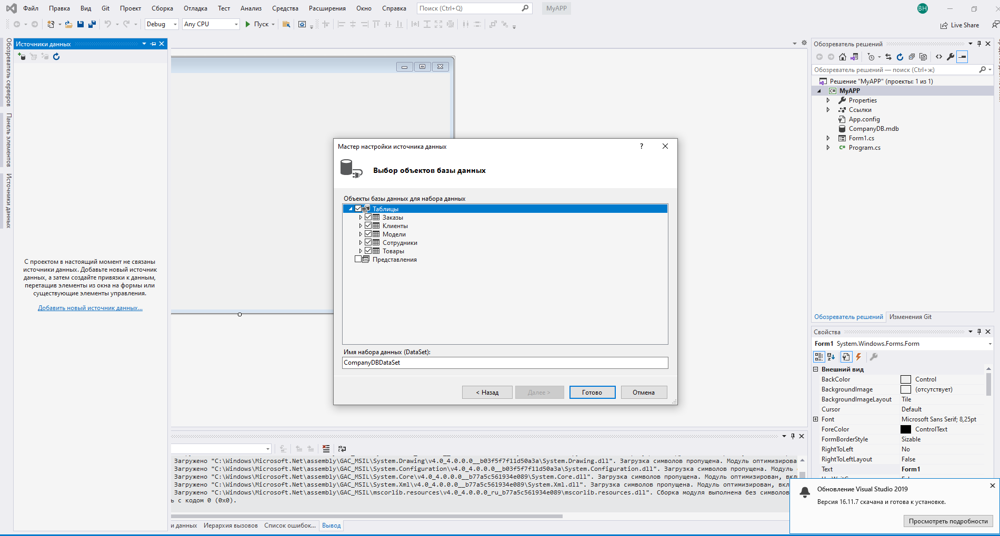 Файл Правка Вид Git Проект Сборка Отладка Тест Анализ Средства Расширения Окно Справка Поиск (Ctrl+Q) MyAPP BH
Debug Any CPU Пуск Live Share
Обозреватель серверов
Панель элементов
Источники данных
Источники данных
С проектом в настоящий момент не связаны
источники данных. Добавьте новый источник
данных, а затем создайте привязки к данным,
перетащив элементы из окна на формы или
существующие элементы управления.
Добавить новый источник данных...
Мастер настройки источника данных ?
Выбор объектов базы данных
Объекты базы данных для набора данных
Таблицы
Заказы
Клиенты
Модели
Сотрудники
Товары
Представления
Имя набора данных (DataSet):
CompanyDBDataSet
< Назад Далее > Готово Отмена
Загружено "C:\Windows\Microsoft.Net\assembly\GAC_MSIL\System.Drawing\v4.0_4.0.0.0__b03f5f7f11d50a3a\System.Drawing.dll". Загрузка символов пропущена. Модуль оптимизирова
Загружено "C:\Windows\Microsoft.Net\assembly\GAC_MSIL\System.Configuration\v4.0_4.0.0.0__b03f5f7f11d50a3a\System.Configuration.dll". Загрузка символов пропущена. Модуль
Загружено "C:\Windows\Microsoft.Net\assembly\GAC_MSIL\System.Core\v4.0_4.0.0.0__b77a5c561934e089\System.Core.dll". Загрузка символов пропущена. Модуль оптимизирован, вкл
Загружено "C:\Windows\Microsoft.Net\assembly\GAC_MSIL\System.Xml\v4.0_4.0.0.0__b77a5c561934e089\System.Xml.dll". Загрузка символов пропущена. Модуль оптимизирован, вкл
Загружено "C:\Windows\Microsoft.Net\assembly\GAC_MSIL\mscorlib.resources\v4.0_4.0.0.0_ru_b77a5c561934e089\mscorlib.resources.dll". Сборка модуля выполнена без символов
ь с кодом 0 (0x0).
и данных Иерархия вызовов Список ошибок... Вывод
Обозреватель решений
Обозреватель решений — поиск (Ctrl+ж)
Решение "MyAPP" (проекты: 1 из 1)
C# MyAPP
Properties
Ссылки
App.config
CompanyDB.mdb
Form1.cs
C# Program.cs
Обозреватель решений Изменения Git
Свойства
Form1 System.Windows.Forms.Form
Внешний вид
BackColor Control
BackgroundImage (отсутствует)
BackgroundImageLayout Tile
Cursor Default
Font Microsoft Sans Serif; 8,25pt
ForeColor ControlText
FormBorderStyle Sizable
RightToLeft No
RightToLeftLayout False
Text Form1
Обновление Visual Studio 2019
Версия 16.11.7 скачана и готова к установке.
Просмотреть подробности